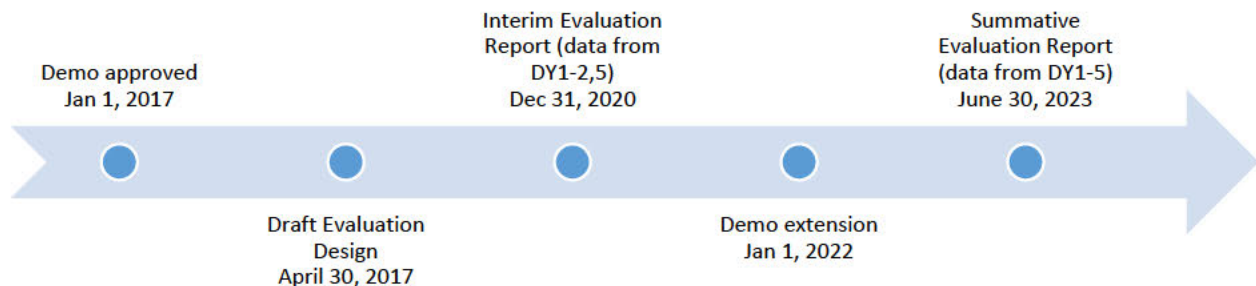 Demo approved
Jan 1, 2017
Draft Evaluation
Design
April 30, 2017
Interim Evaluation
Report (data from
DY1-2,5)
Dec 31, 2020
Demo extension
Jan 1, 2022
Summative
Evaluation Report
(data from DY1-5)
June 30, 2023